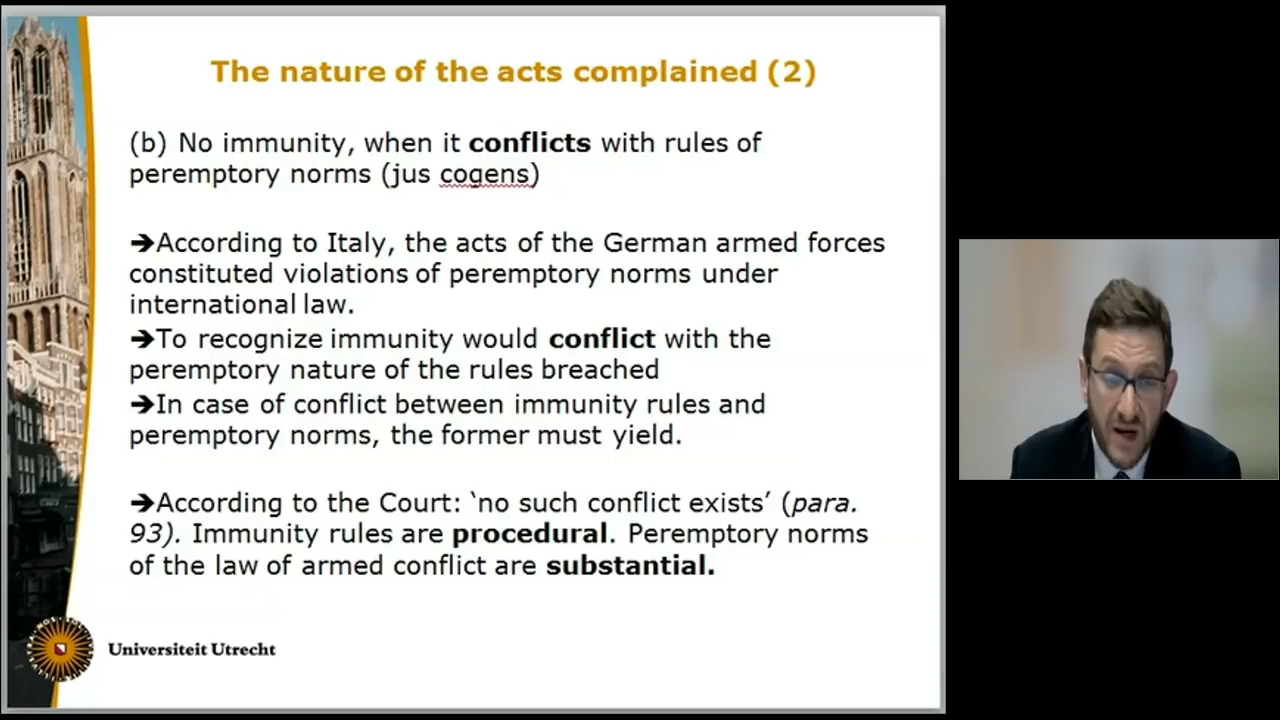 The nature of the acts complained (2)
(b) No immunity, when it conflicts with rules of
peremptory norms (jus cogens)
➔According to Italy, the acts of the German armed forces
constituted violations of peremptory norms under
international law.
➔To recognize immunity would conflict with the
peremptory nature of the rules breached
➔In case of conflict between immunity rules and
peremptory norms, the former must yield.
➔According to the Court: ‘no such conflict exists’ (para.
93). Immunity rules are procedural. Peremptory norms
of the law of armed conflict are substantial.
Universiteit Utrecht